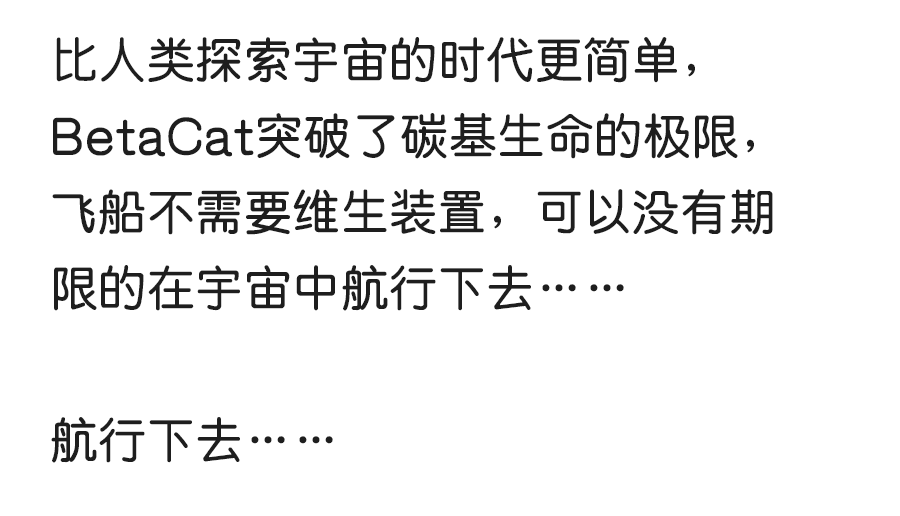 比人类探索宇宙的时代更简单，
BetaCat突破了碳基生命的极限，
飞船不需要维生装置，可以没有期
限的在宇宙中航行下去……
航行下去……